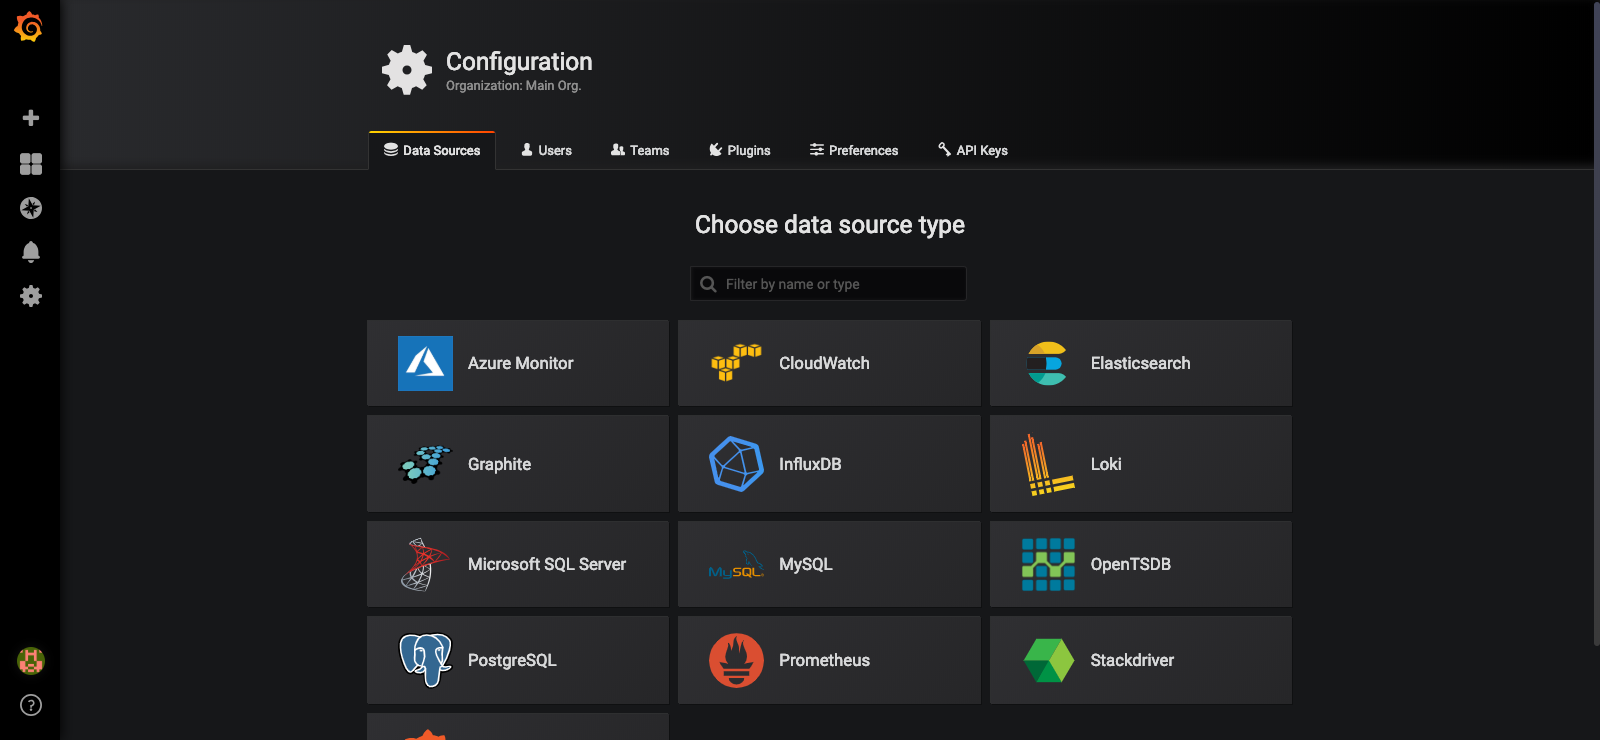 Configuration
Organization: Main Org.
Data Sources
Users
Teams
Plugins
Preferences
API Keys
Choose data source type
Filter by name or type
Azure Monitor
CloudWatch
Elasticsearch
Graphite
InfluxDB
Loki
Microsoft SQL Server
MySQL
MySQL
OpenTSDB
PostgreSQL
Prometheus
Stackdriver
?